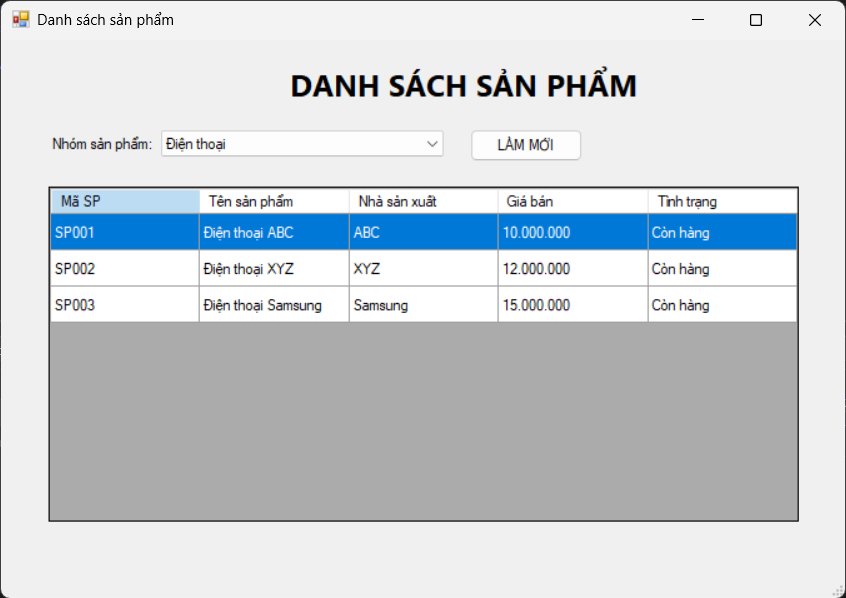 Danh sách sản phẩm
DANH SÁCH SẢN PHẨM
Nhóm sản phẩm: Điện thoại LÀM MỚI
Mã SP Tên sản phẩm Nhà sản xuất Giá bán Tình trạng
SP001 Điện thoại ABC ABC 10.000.000 Còn hàng
SP002 Điện thoại XYZ XYZ 12.000.000 Còn hàng
SP003 Điện thoại Samsung Samsung 15.000.000 Còn hàng